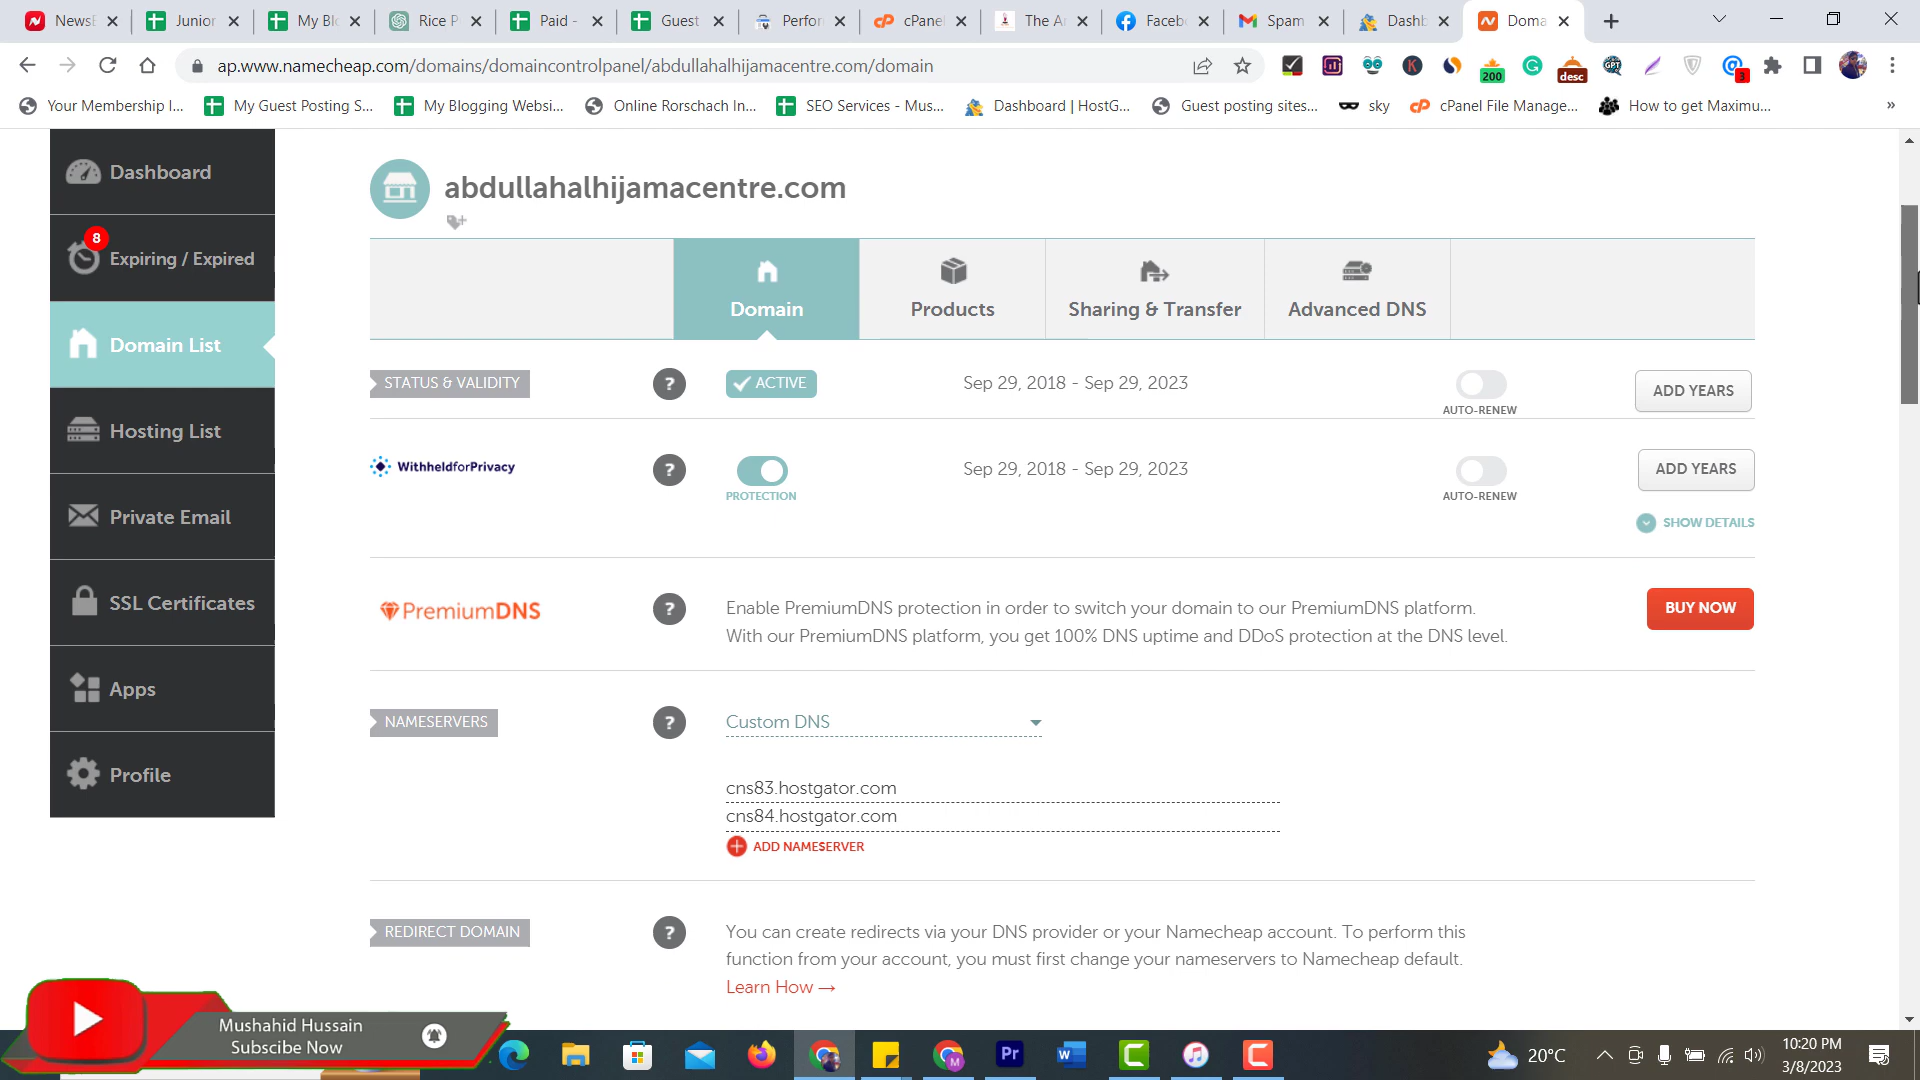 NewsB
Junior
My Blo
Rice P
Paid -
Guest
Perfor
cPanel
The Ar
Facebo
Spam
Dashb
Doma
ap.www.namecheap.com/domains/domaincontrolpanel/abdullahalhijamacentre.com/domain
200
desc
GPT
3
Your Membership I...
My Guest Posting S...
My Blogging Websi...
Online Rorschach In...
SEO Services - Mus...
Dashboard | HostG...
Guest posting sites...
sky
cPanel File Manage...
How to get Maximu...
»
Dashboard
8
Expiring / Expired
Domain List
Hosting List
Private Email
SSL Certificates
Apps
Profile
abdullahalhijamacentre.com
Domain
Products
Sharing & Transfer
Advanced DNS
STATUS & VALIDITY
?
ACTIVE
Sep 29, 2018 - Sep 29, 2023
AUTO-RENEW
ADD YEARS
WithheldforPrivacy
?
PROTECTION
Sep 29, 2018 - Sep 29, 2023
AUTO-RENEW
ADD YEARS
SHOW DETAILS
PremiumDNS
?
Enable PremiumDNS protection in order to switch your domain to our PremiumDNS platform.
With our PremiumDNS platform, you get 100% DNS uptime and DDoS protection at the DNS level.
BUY NOW
NAMESERVERS
?
Custom DNS
cns83.hostgator.com
cns84.hostgator.com
ADD NAMESERVER
REDIRECT DOMAIN
?
You can create redirects via your DNS provider or your Namecheap account. To perform this
function from your account, you must first change your nameservers to Namecheap default.
Learn How →
Mushahid Hussain
Subscibe Now
Pr
20°C
10:20 PM
3/8/2023